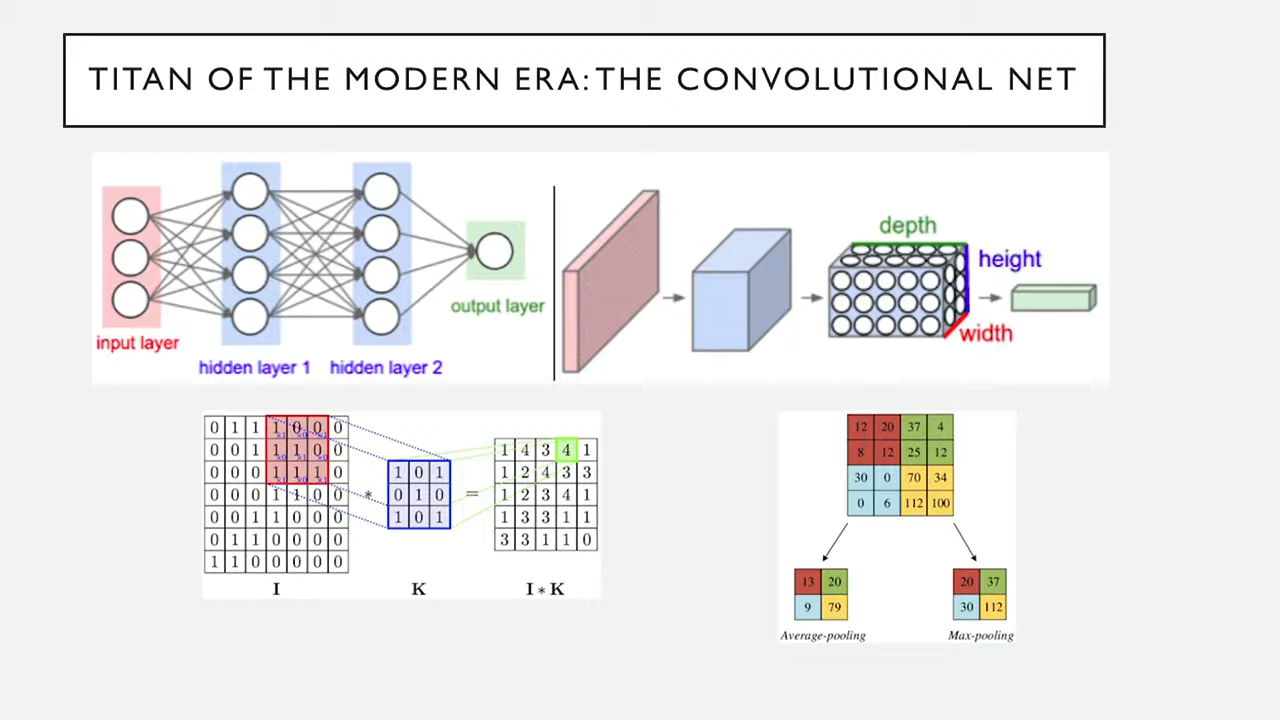 TITAN OF THE MODERN ERA: THE CONVOLUTIONAL NET
input layer
hidden layer 1
hidden layer 2
output layer
depth
height
width
0 1 1 1 0 0 0
0 0 1 1 1 0 0
0 0 0 1 1 1 0
0 0 0 1 1 0 0
0 0 1 1 0 0 0
0 1 1 0 0 0 0
1 1 0 0 0 0 0
I
*
1 0 1
0 1 0
1 0 1
K
=
1 4 3 4 1
1 2 4 3 3
1 2 3 4 1
1 3 3 1 1
3 3 1 1 0
I * K
12 20 37 4
8 12 25 12
30 0 70 34
0 6 112 100
13 20
9 79
Average-pooling
20 37
30 112
Max-pooling